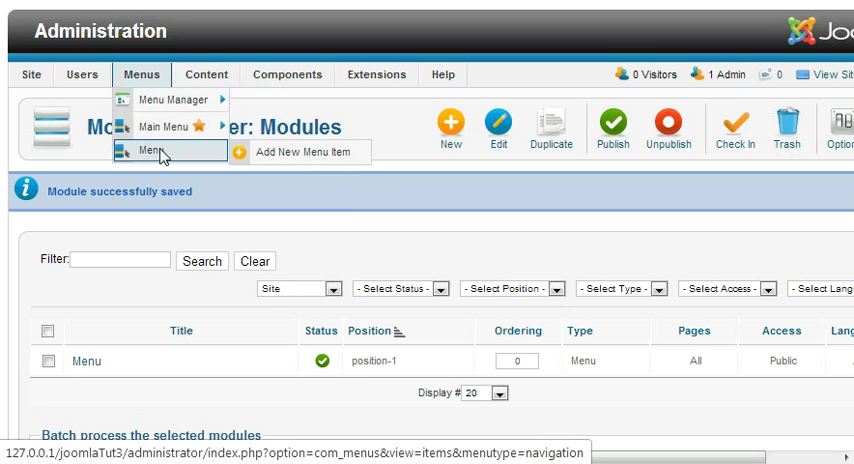 Administration
Joo
Site Users Menus Content Components Extensions Help 0 Visitors 1 Admin 0 View Sit
Menu Manager
Main Menu
Menu
Add New Menu Item
Mo er: Modules
New Edit Duplicate Publish Unpublish Check In Trash Option
Module successfully saved
Filter: Search Clear
Site - Select Status - - Select Position - - Select Type - - Select Access - - Select Lang
Title Status Position Ordering Type Pages Access Lang
Menu position-1 0 Menu All Public
Display # 20
Batch process the selected modules
127.0.0.1/joomlaTut3/administrator/index.php?option=com_menus&view=items&menutype=navigation